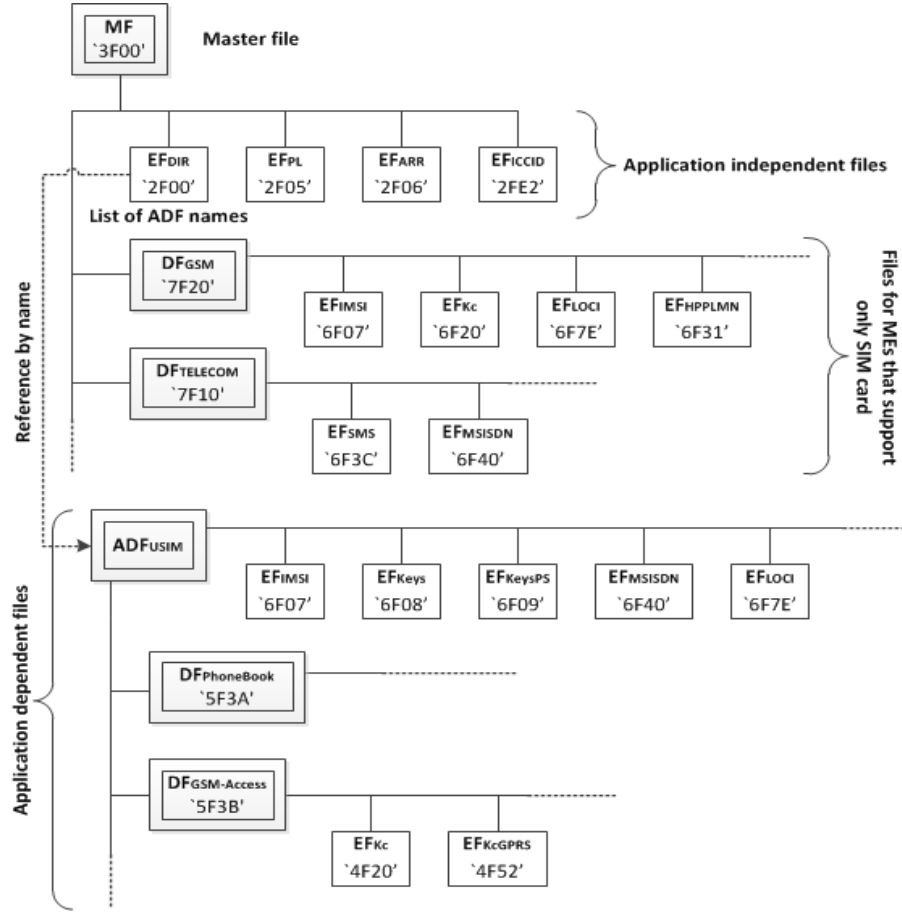 MF
`3F00'
Master file
EFDIR
`2F00’
EFPL
`2F05’
EFARR
`2F06’
EFICCID
`2FE2’
Application independent files
List of ADF names
Reference by name
DFGSM
`7F20'
EFIMSI
`6F07’
EFKc
`6F20’
EFLOCI
`6F7E’
EFHPPLMN
`6F31’
Files for MEs that support
only SIM card
DFTELECOM
`7F10'
EFSMS
`6F3C’
EFMSISDN
`6F40’
Application dependent files
ADFUSIM
EFIMSI
`6F07’
EFKeys
`6F08’
EFKeysPS
`6F09’
EFMSISDN
`6F40’
EFLOCI
`6F7E’
DFPhoneBook
`5F3A'
DFGSM-Access
`5F3B'
EFKc
`4F20’
EFKcGPRS
`4F52’